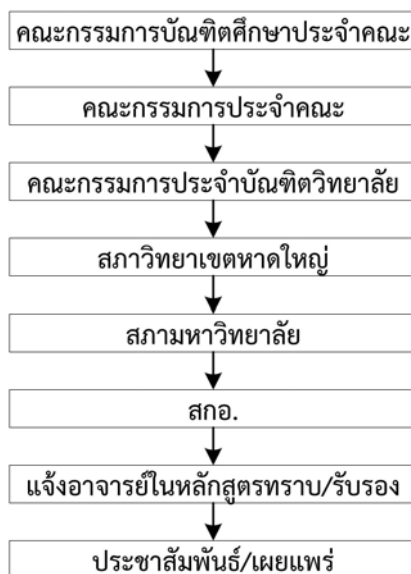 คณะกรรมการบัณฑิตศึกษาประจำคณะ
คณะกรรมการประจำคณะ
คณะกรรมการประจำบัณฑิตวิทยาลัย
สภาวิทยาเขตหาดใหญ่
สภามหาวิทยาลัย
สกอ.
แจ้งอาจารย์ในหลักสูตรทราบ/รับรอง
ประชาสัมพันธ์/เผยแพร่